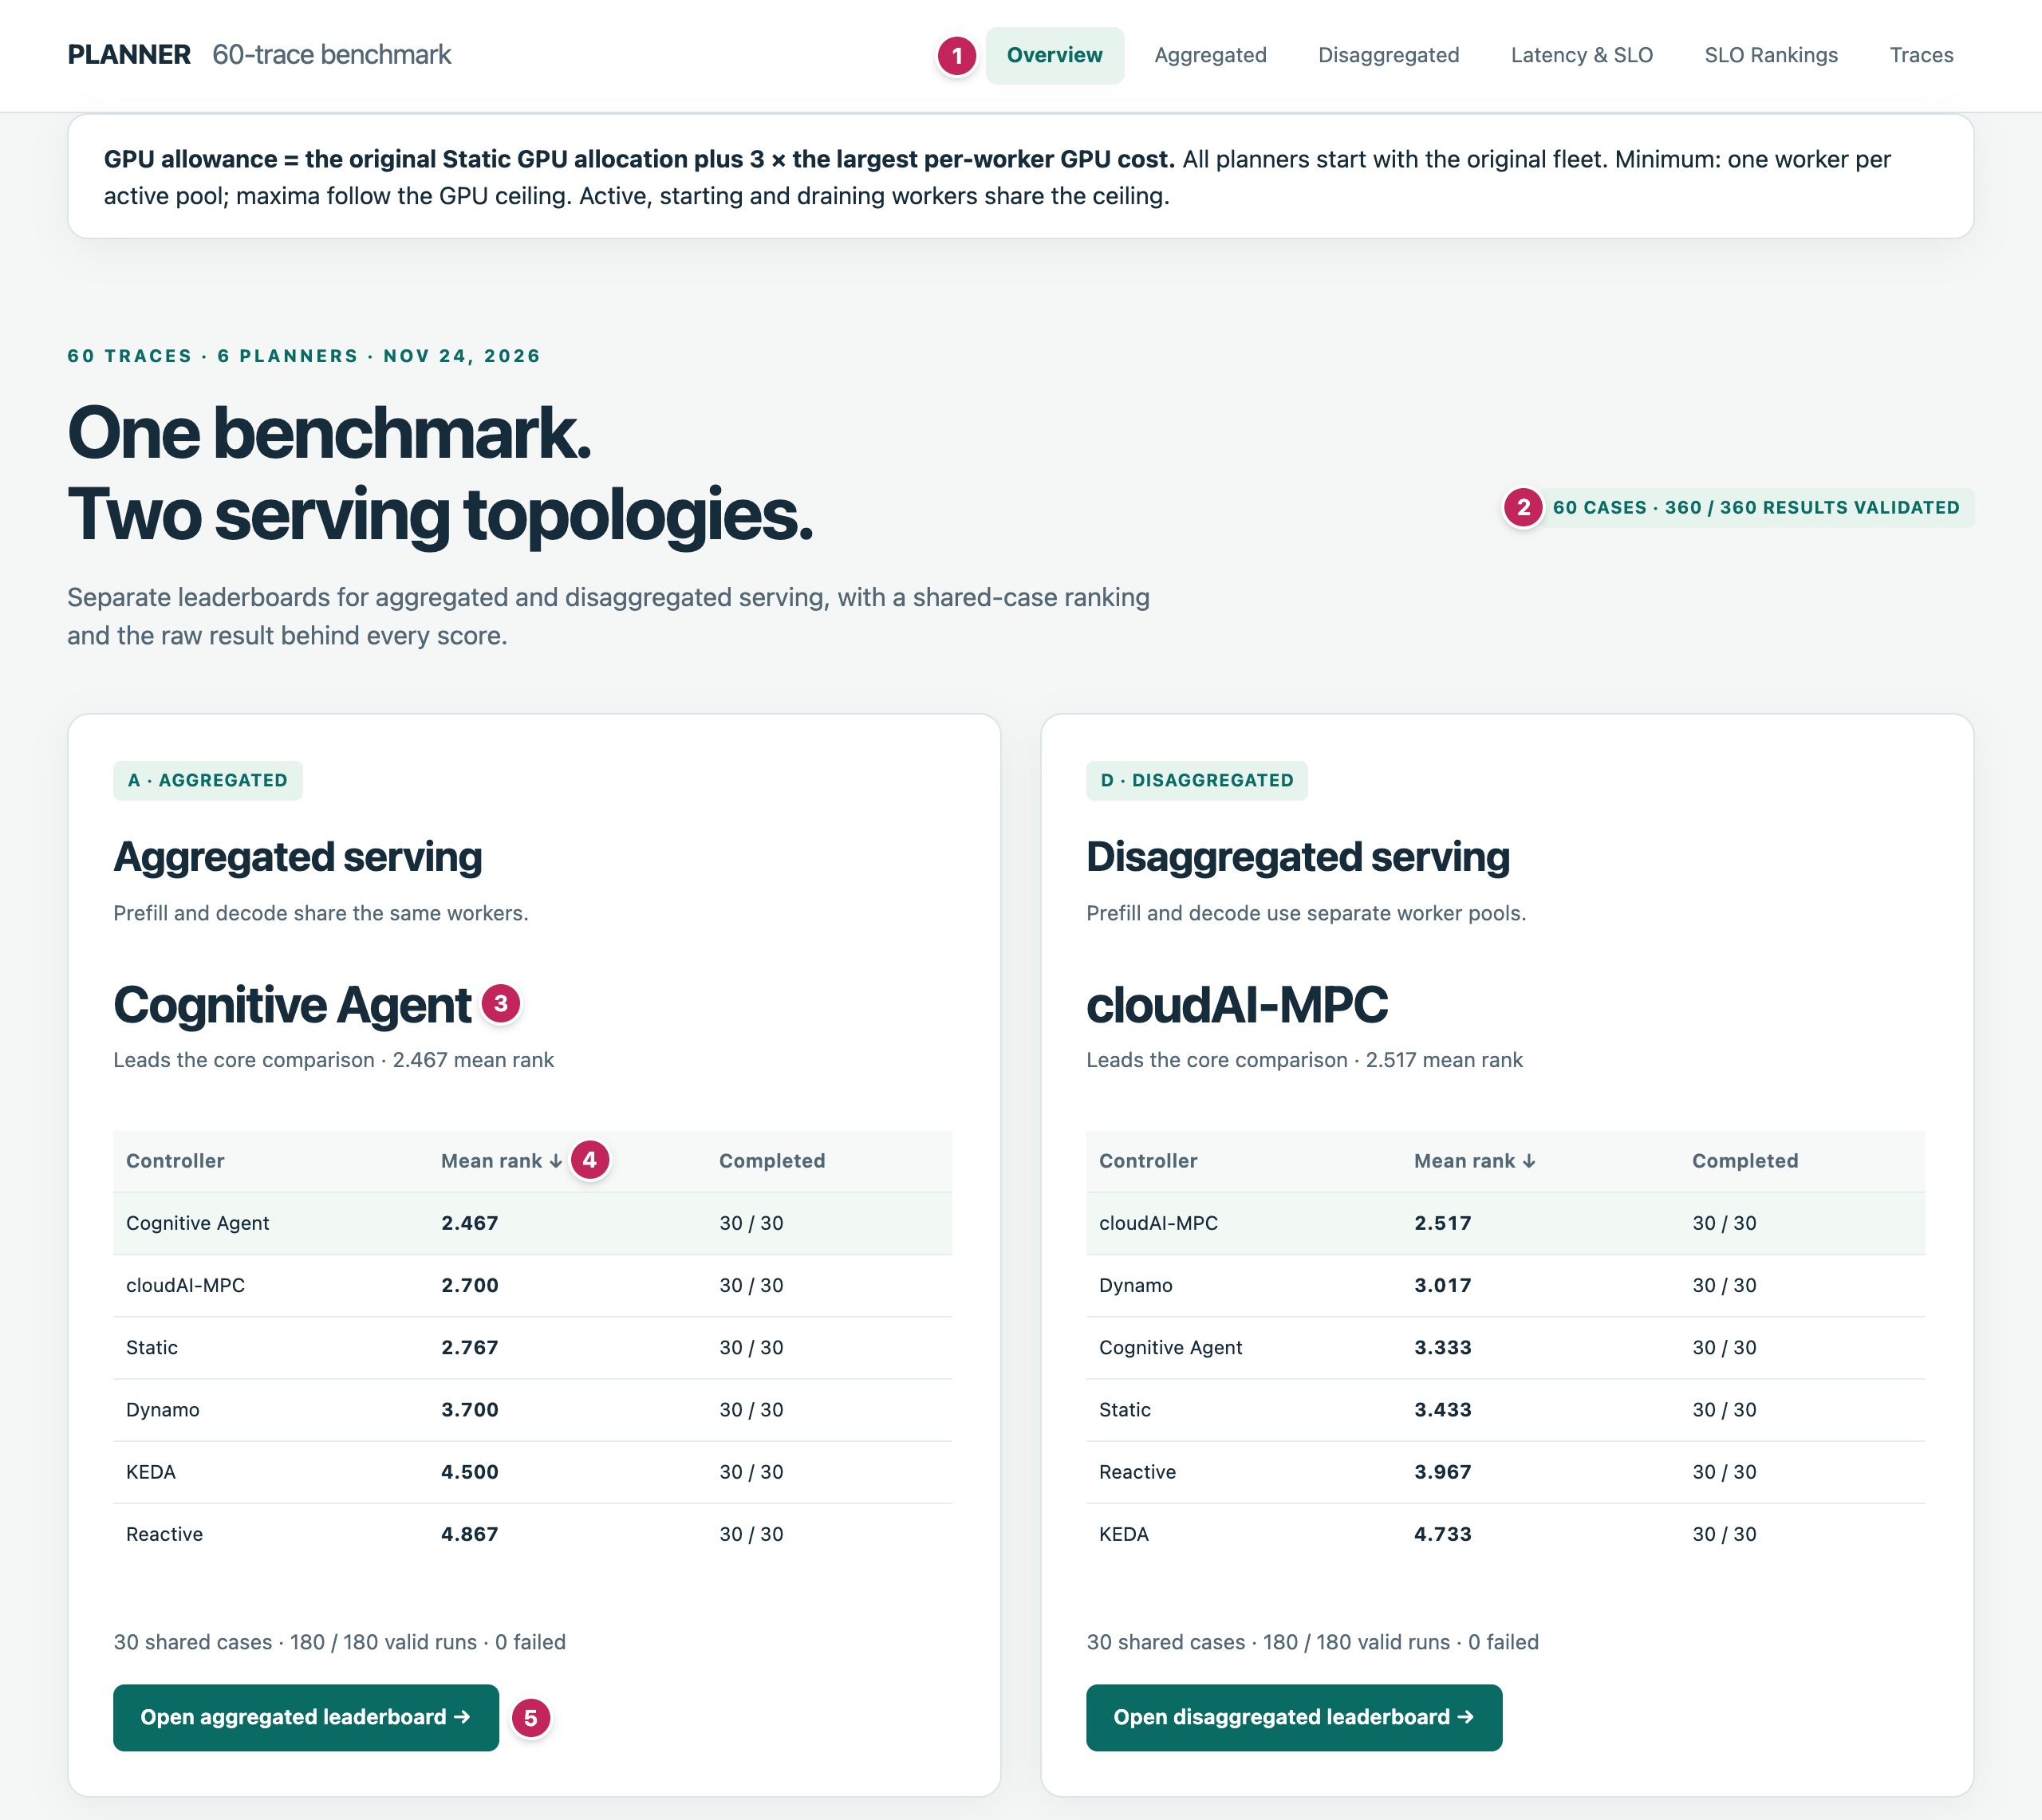 PLANNER 60-trace benchmark
1 Overview Aggregated Disaggregated Latency & SLO SLO Rankings Traces
GPU allowance = the original Static GPU allocation plus 3 × the largest per-worker GPU cost. All planners start with the original fleet. Minimum: one worker per
active pool; maxima follow the GPU ceiling. Active, starting and draining workers share the ceiling.
60 TRACES · 6 PLANNERS · NOV 24, 2026
One benchmark.
Two serving topologies.
2 60 CASES · 360 / 360 RESULTS VALIDATED
Separate leaderboards for aggregated and disaggregated serving, with a shared-case ranking
and the raw result behind every score.
A · AGGREGATED
Aggregated serving
Prefill and decode share the same workers.
Cognitive Agent 3
Leads the core comparison · 2.467 mean rank
Controller Mean rank ↓ 4 Completed
Cognitive Agent 2.467 30 / 30
cloudAI-MPC 2.700 30 / 30
Static 2.767 30 / 30
Dynamo 3.700 30 / 30
KEDA 4.500 30 / 30
Reactive 4.867 30 / 30
30 shared cases · 180 / 180 valid runs · 0 failed
Open aggregated leaderboard → 5
D · DISAGGREGATED
Disaggregated serving
Prefill and decode use separate worker pools.
cloudAI-MPC
Leads the core comparison · 2.517 mean rank
Controller Mean rank ↓ Completed
cloudAI-MPC 2.517 30 / 30
Dynamo 3.017 30 / 30
Cognitive Agent 3.333 30 / 30
Static 3.433 30 / 30
Reactive 3.967 30 / 30
KEDA 4.733 30 / 30
30 shared cases · 180 / 180 valid runs · 0 failed
Open disaggregated leaderboard →